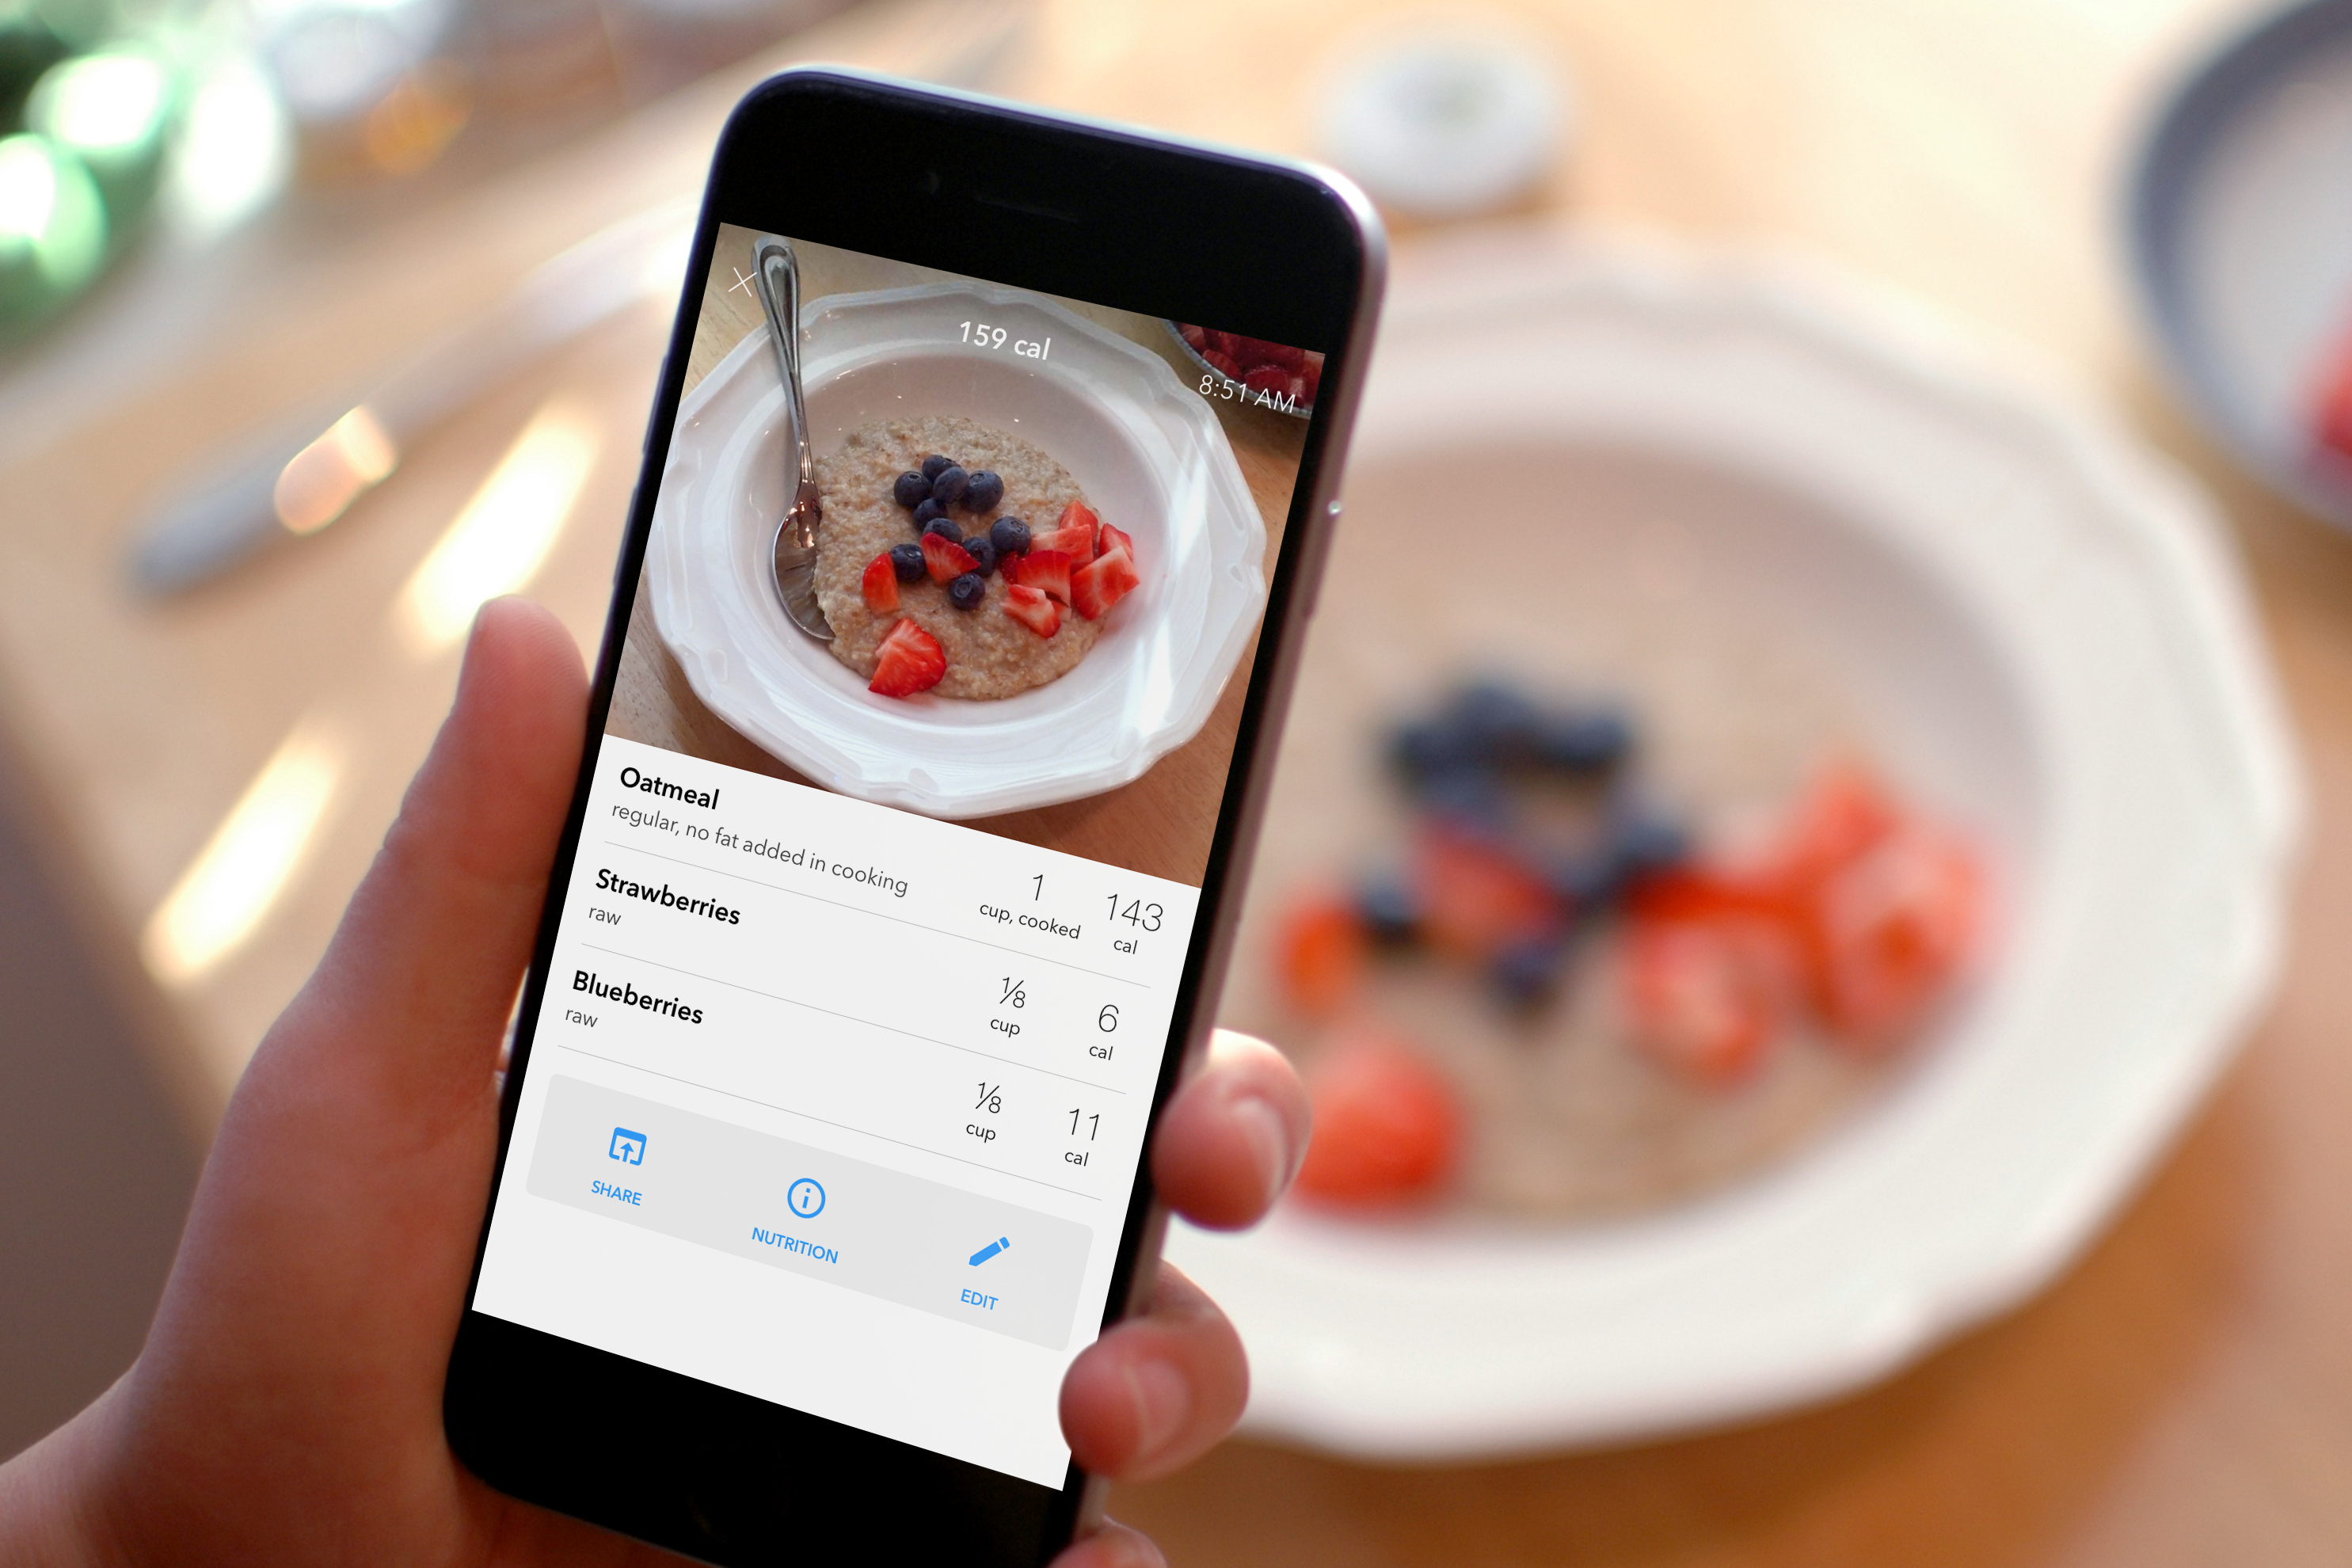 159 cal
8:51 AM
Oatmeal
regular, no fat added in cooking
1
cup, cooked
143
cal
Strawberries
raw
⅛
cup
6
cal
Blueberries
raw
⅛
cup
11
cal
SHARE
NUTRITION
EDIT